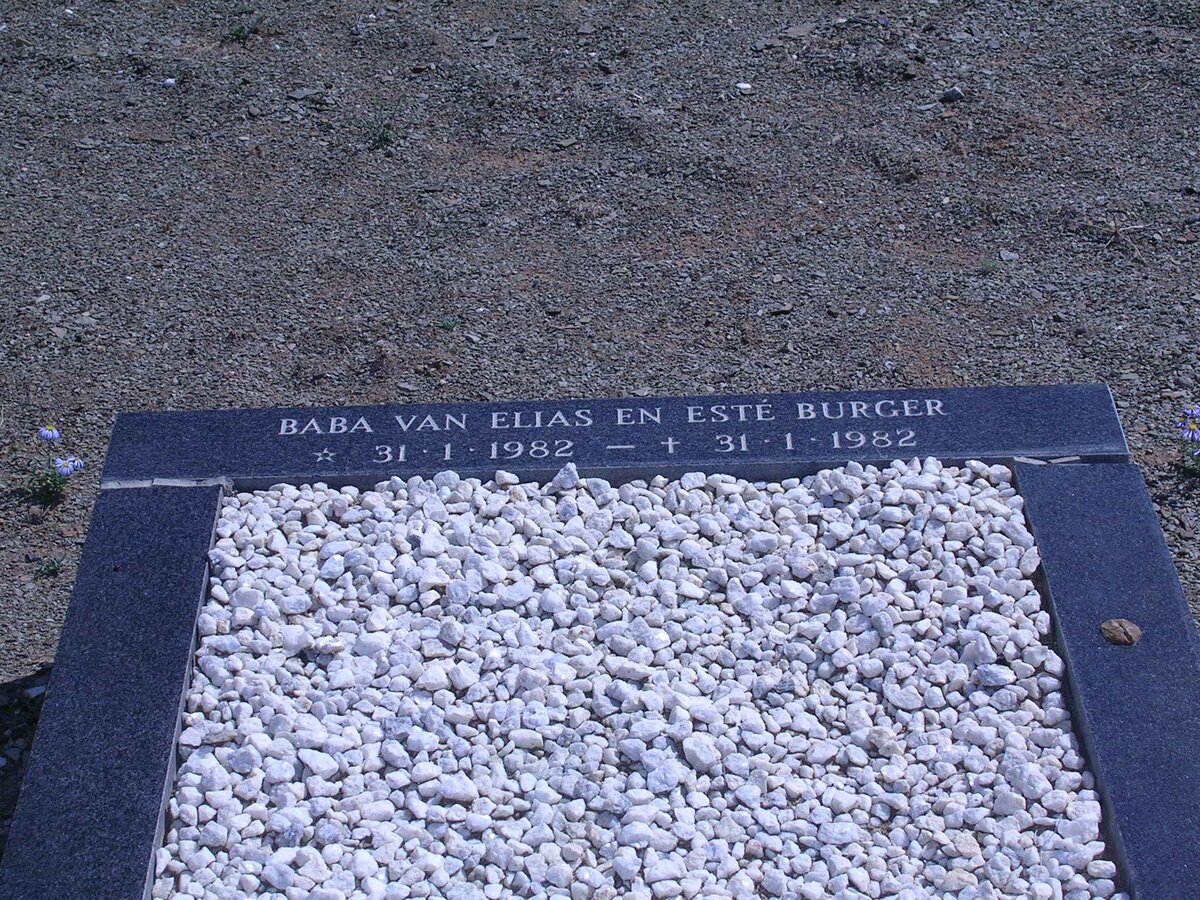 BABA VAN ELIAS EN ESTÉ BURGER
☆ 31·1·1982 — † 31·1·1982